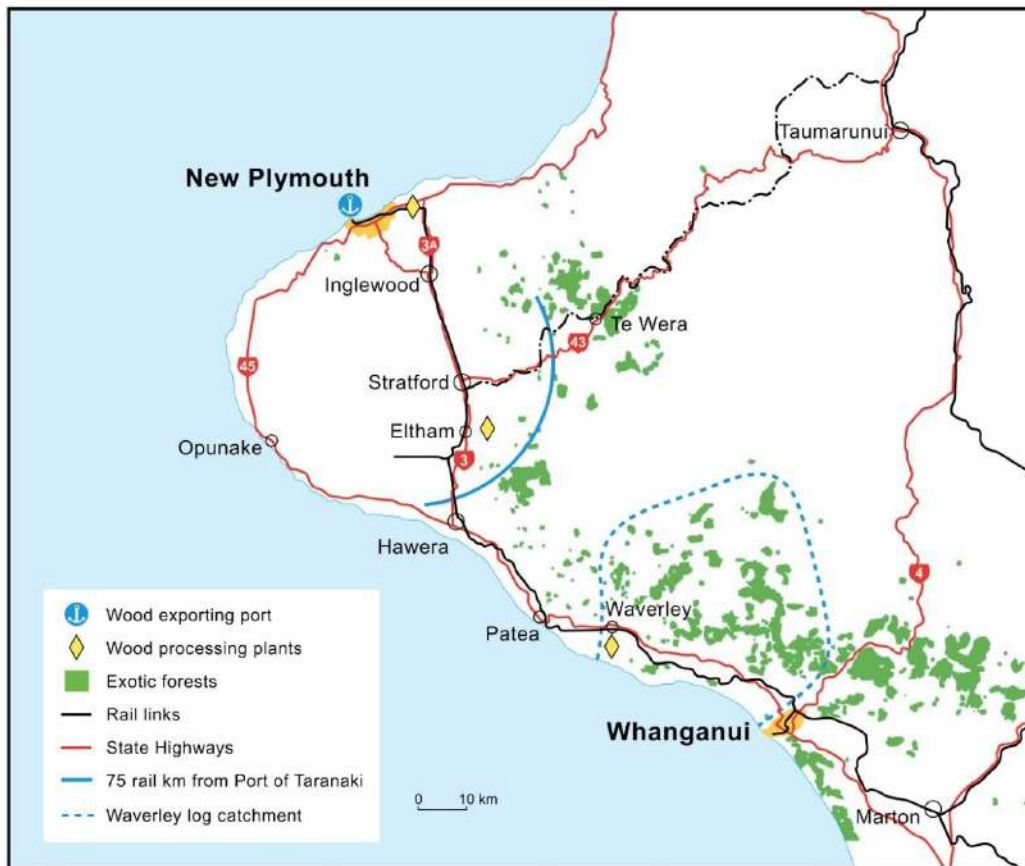 Taumarunui
New Plymouth
3A
Inglewood
Te Wera
43
45
Stratford
Eltham
Opunake
3
Hawera
4
Waverley
Patea
Whanganui
Marton
Wood exporting port
Wood processing plants
Exotic forests
Rail links
State Highways
75 rail km from Port of Taranaki
Waverley log catchment
0 10 km